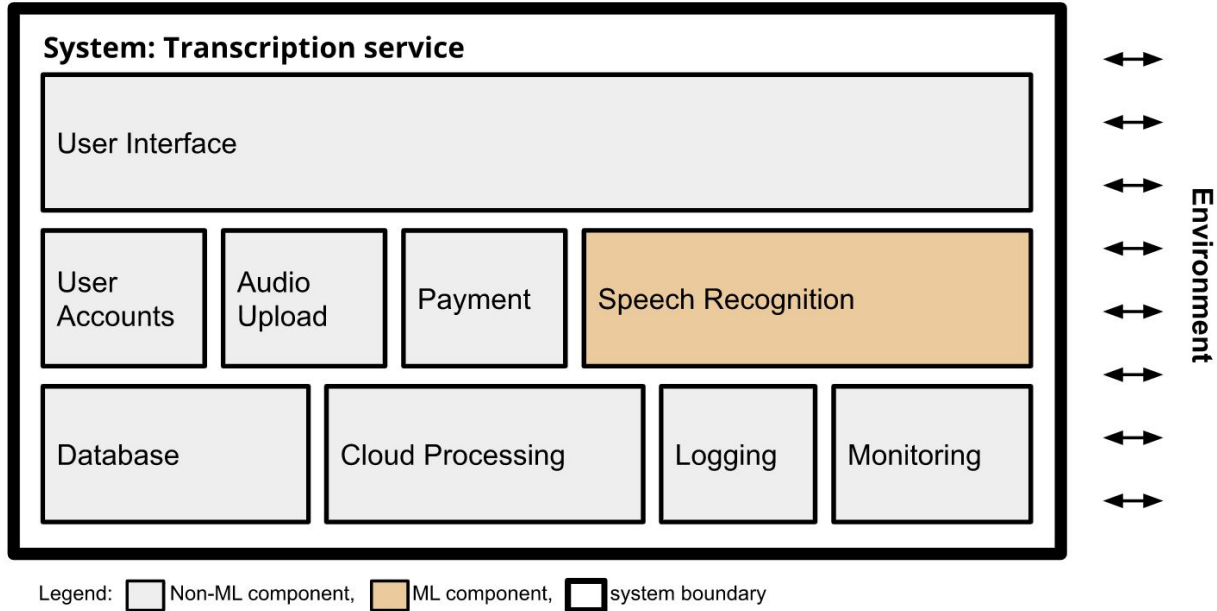 System: Transcription service
User Interface
User
Accounts
Audio
Upload
Payment
Speech Recognition
Database
Cloud Processing
Logging
Monitoring
Environment
Legend: Non-ML component, ML component, system boundary